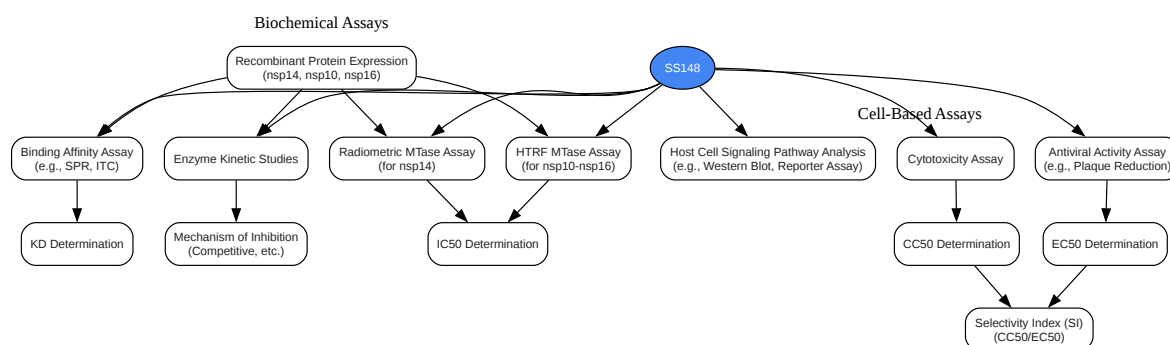 Biochemical Assays
Recombinant Protein Expression
(nsp14, nsp10, nsp16)
SS148
Cell-Based Assays
Binding Affinity Assay
(e.g., SPR, ITC)
Enzyme Kinetic Studies
Radiometric MTase Assay
(for nsp14)
HTRF MTase Assay
(for nsp10-nsp16)
Host Cell Signaling Pathway Analysis
(e.g., Western Blot, Reporter Assay)
Cytotoxicity Assay
Antiviral Activity Assay
(e.g., Plaque Reduction)
KD Determination
Mechanism of Inhibition
(Competitive, etc.)
IC50 Determination
CC50 Determination
EC50 Determination
Selectivity Index (SI)
(CC50/EC50)